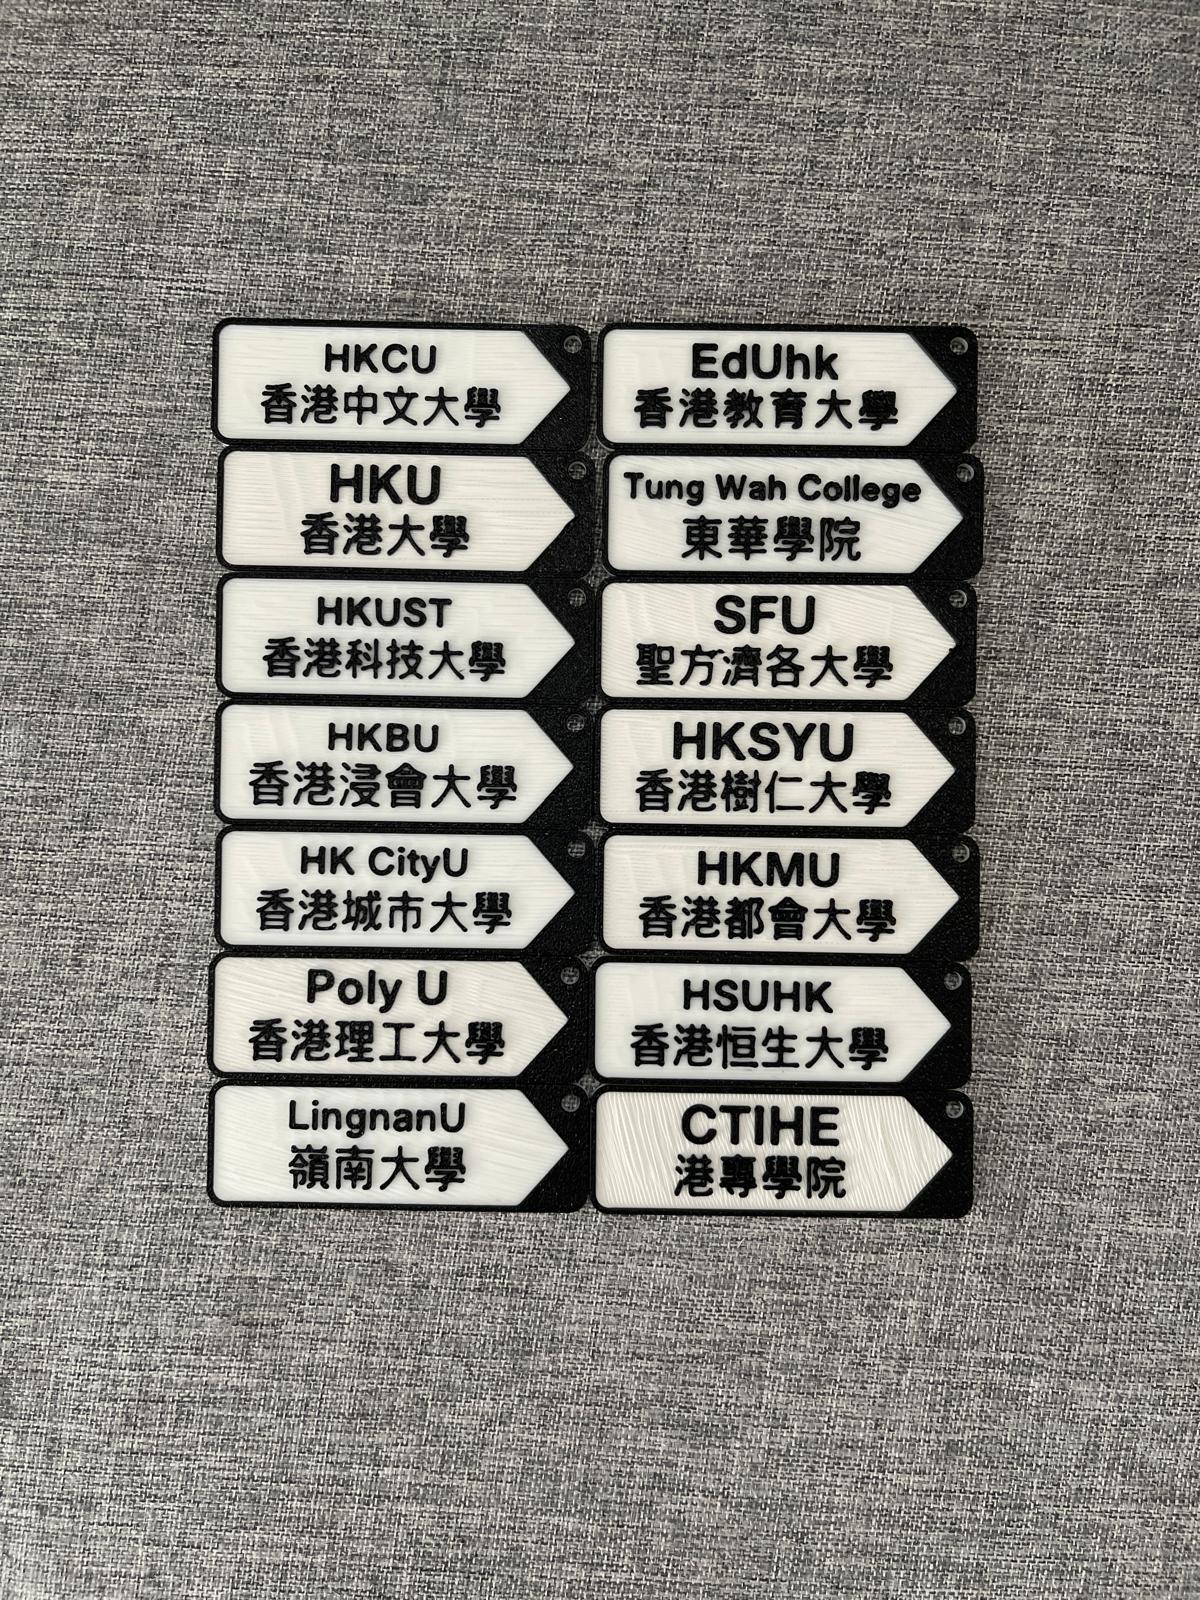 HKCU
香港中文大學
HKU
香港大學
HKUST
香港科技大學
HKBU
香港浸會大學
HK CityU
香港城市大學
Poly U
香港理工大學
LingnanU
嶺南大學
EdUhk
香港教育大學
Tung Wah College
東華學院
SFU
聖方濟各大學
HKSYU
香港樹仁大學
HKMU
香港都會大學
HSUHK
香港恒生大學
CTIHE
港專學院